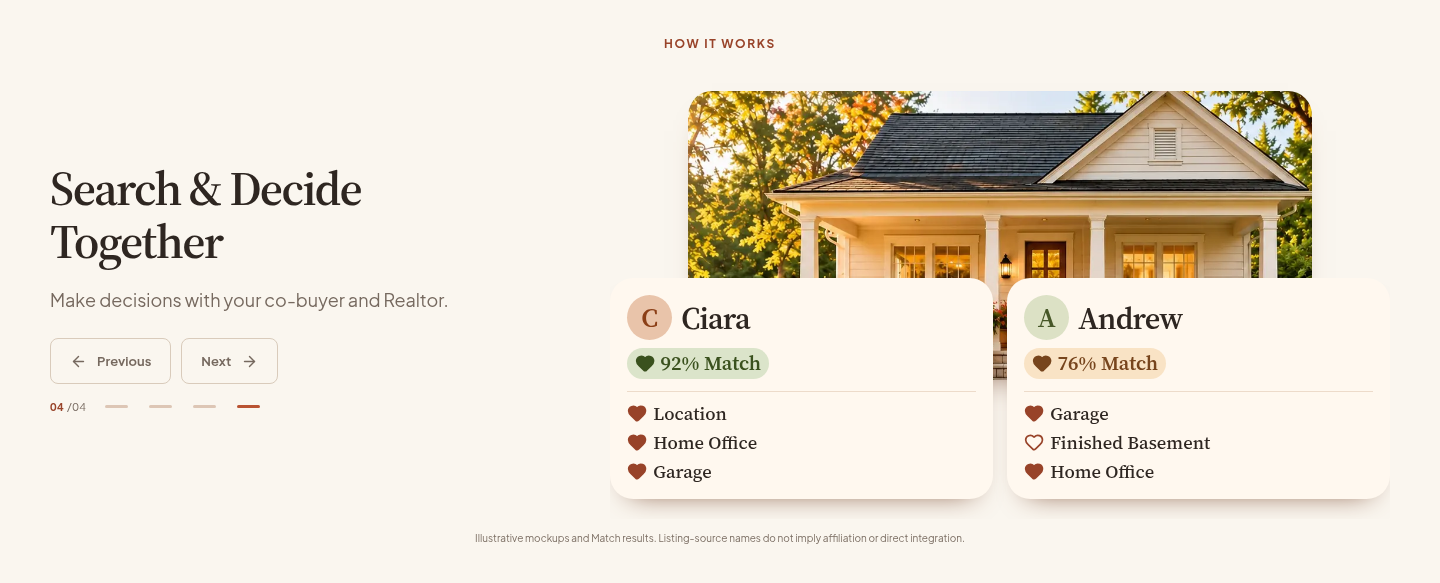 HOW IT WORKS
Search & Decide
Together
Make decisions with your co-buyer and Realtor.
Previous
Next
04 /04
C Ciara
92% Match
Location
Home Office
Garage
A Andrew
76% Match
Garage
Finished Basement
Home Office
Illustrative mockups and Match results. Listing-source names do not imply affiliation or direct integration.